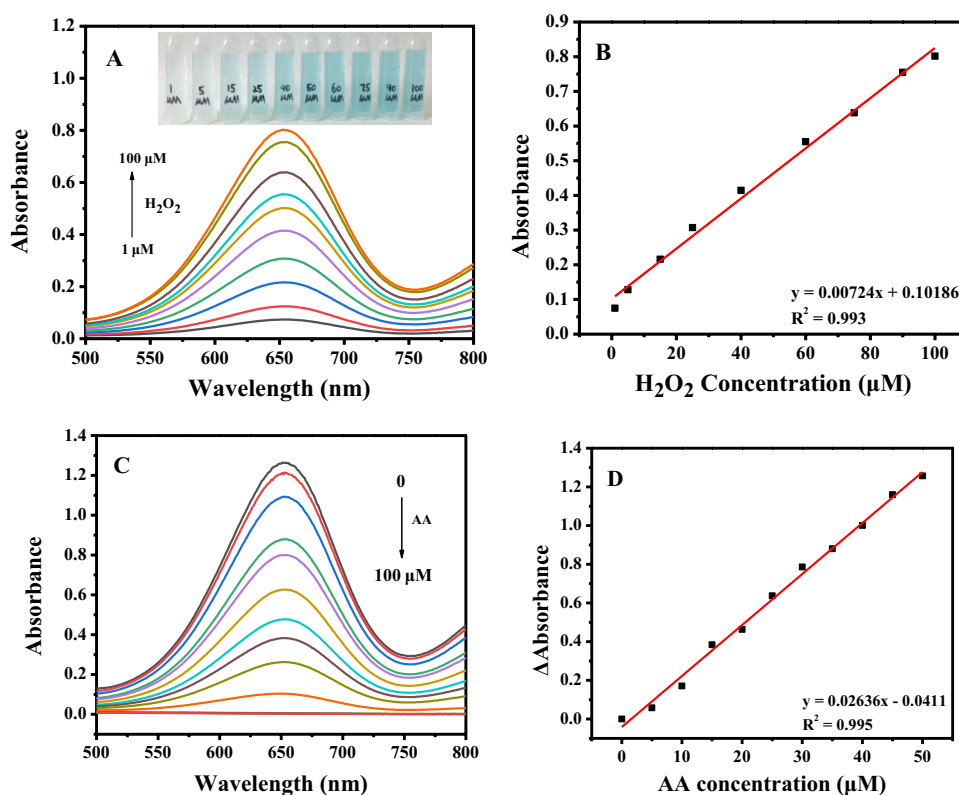 A
1 μM
5 μM
15 μM
25 μM
40 μM
50 μM
60 μM
75 μM
90 μM
100 μM
100 μM
H₂O₂
1 μM
1.2
1.0
0.8
0.6
0.4
0.2
0.0
500 550 600 650 700 750 800
Absorbance
Wavelength (nm)
B
0.9
0.8
0.7
0.6
0.5
0.4
0.3
0.2
0.1
0.0
0 20 40 60 80 100
Absorbance
y = 0.00724x + 0.10186
R² = 0.993
H₂O₂ Concentration (μM)
C
0
AA
100 μM
1.4
1.2
1.0
0.8
0.6
0.4
0.2
0.0
500 550 600 650 700 750 800
Absorbance
Wavelength (nm)
D
1.4
1.2
1.0
0.8
0.6
0.4
0.2
0.0
0 10 20 30 40 50
ΔAbsorbance
y = 0.02636x - 0.0411
R² = 0.995
AA concentration (μM)